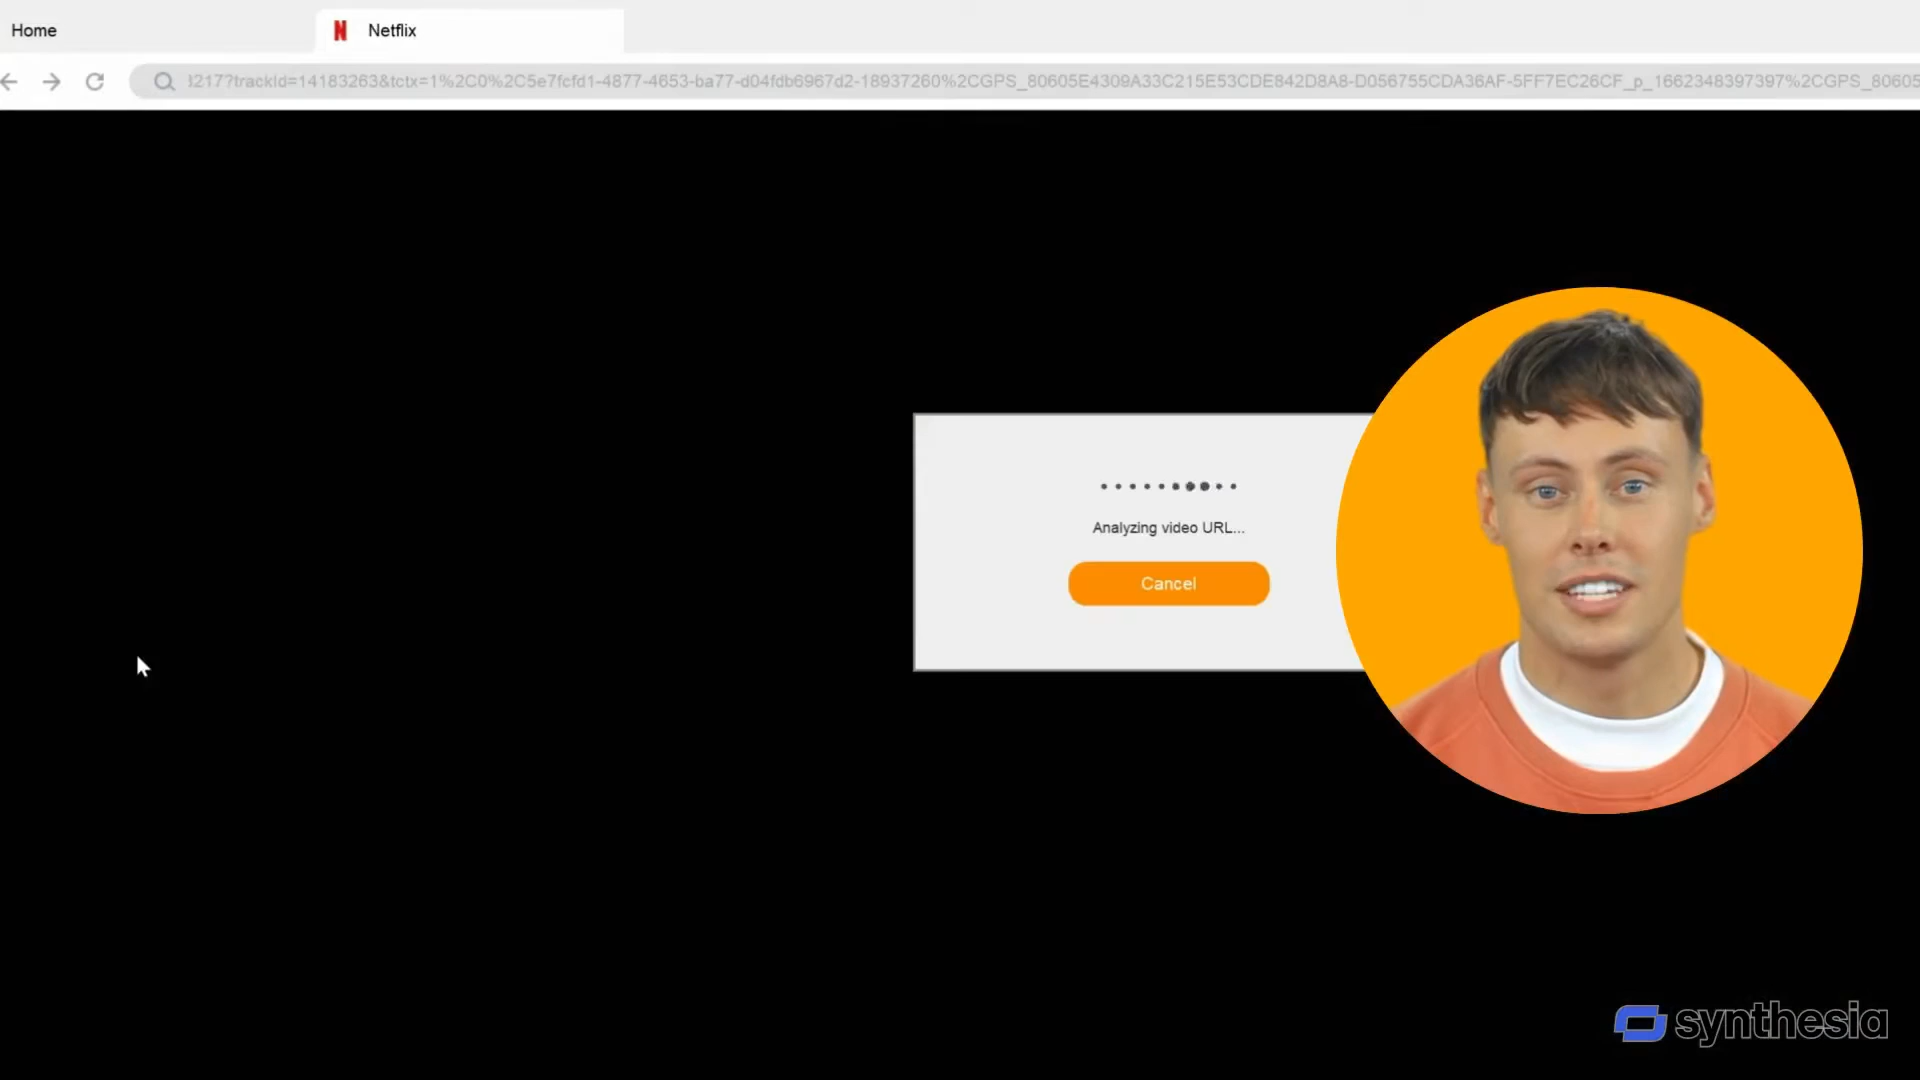 Home
Netflix
217?trackId=14183263&tctx=1%2C0%2C5e7fcfd1-4877-4653-ba77-d04fdb6967d2-18937260%2CGPS_80605E4309A33C215E53CDE842D8A8-D056755CDA36AF-5FF7EC26CF_p_1662348397397%2CGPS_80605
Analyzing video URL...
Cancel
synthesia